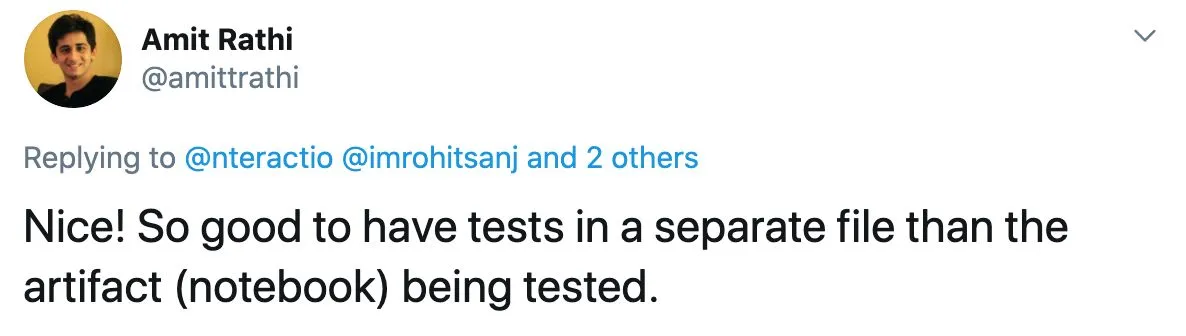 Amit Rathi
@amittrathi
Replying to @nteractio @imrohitsanj and 2 others
Nice! So good to have tests in a separate file than the
artifact (notebook) being tested.